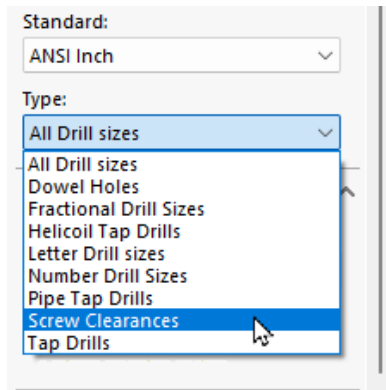 Standard:
ANSI Inch
Type:
All Drill sizes
All Drill sizes
Dowel Holes
Fractional Drill Sizes
Helicoil Tap Drills
Letter Drill sizes
Number Drill Sizes
Pipe Tap Drills
Screw Clearances
Tap Drills